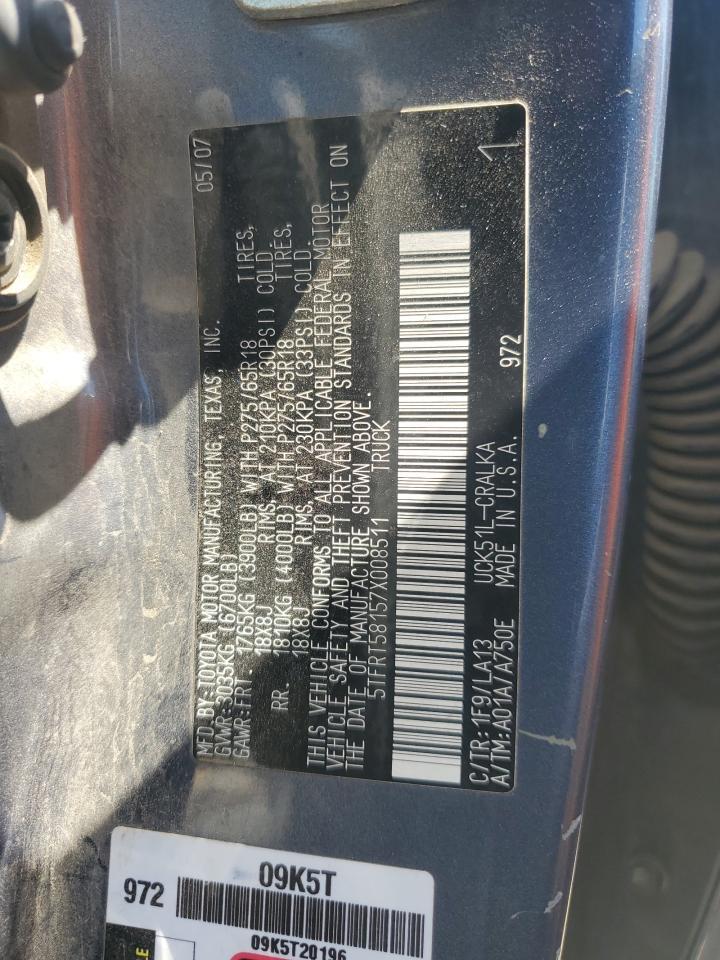 MFD. BY: TOYOTA MOTOR MANUFACTURING, TEXAS, INC. 05/07
GVWR: 3035KG (6700LB)
GAWR: FRT. 1765KG (3900LB) WITH P275/65R18 TIRES,
18X8J RIMS, AT 210KPA (30PSI) COLD
RR. 1810KG (4000LB) WITH P275/65R18 TIRES,
18X8J RIMS, AT 230KPA (33PSI) COLD.
THIS VEHICLE CONFORMS TO ALL APPLICABLE FEDERAL MOTOR
VEHICLE SAFETY AND THEFT PREVENTION STANDARDS IN EFFECT ON
THE DATE OF MANUFACTURE SHOWN ABOVE.
5TFRT58157X008511 TRUCK
1
C/TR: 1F9/LA13 UCK51L-CRALKA 972
A/TM: A01A/A750E MADE IN U.S.A.
09K5T
972
09K5T20196